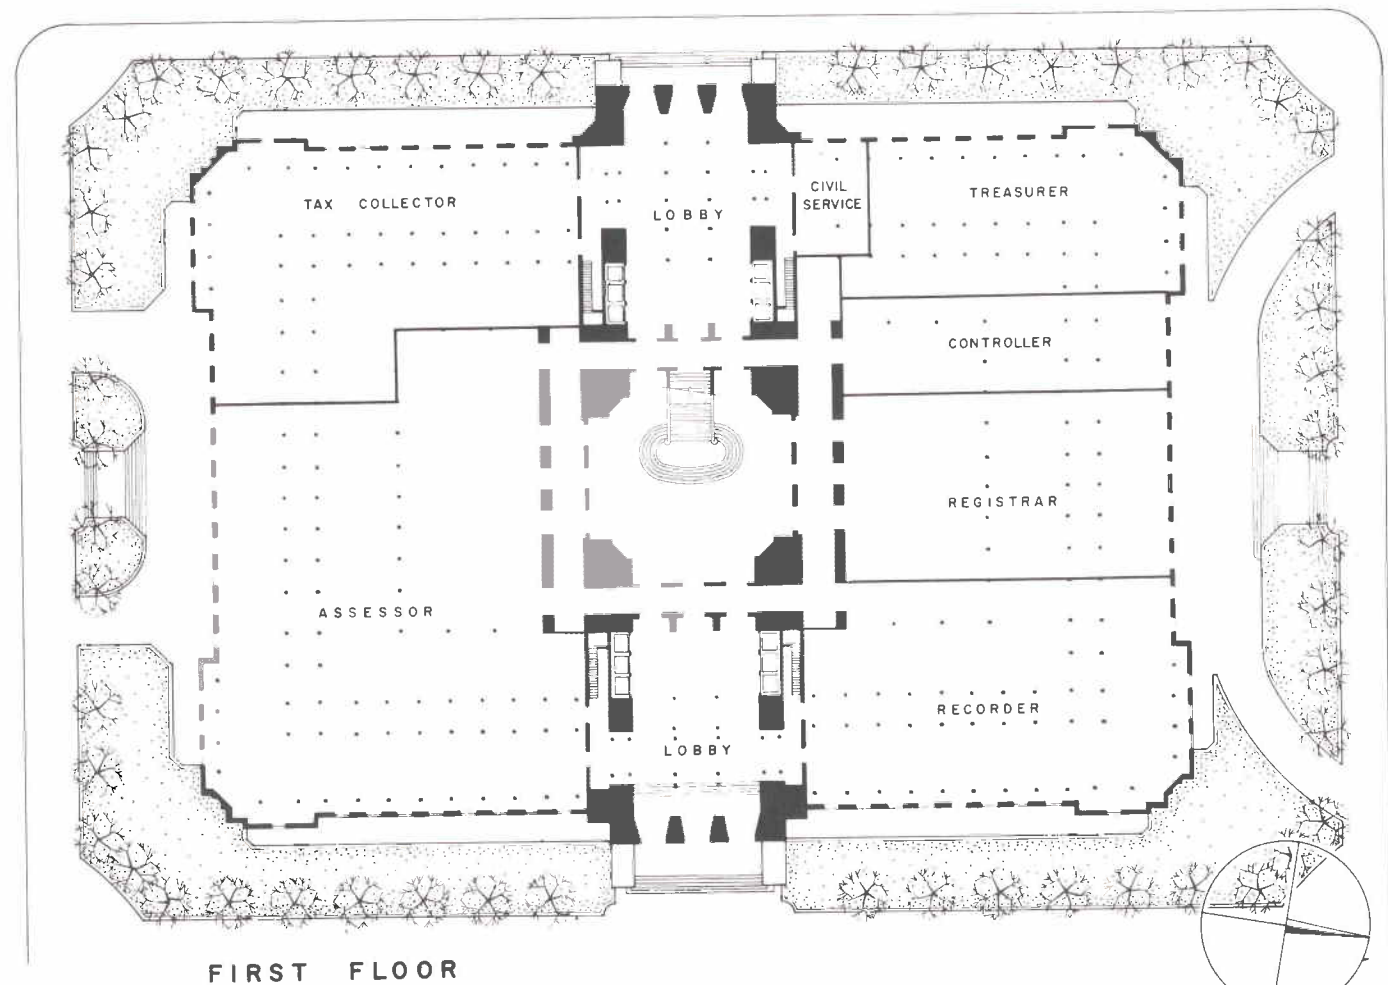 TAX COLLECTOR
LOBBY
CIVIL
SERVICE
TREASURER
CONTROLLER
REGISTRAR
ASSESSOR
RECORDER
LOBBY
FIRST FLOOR